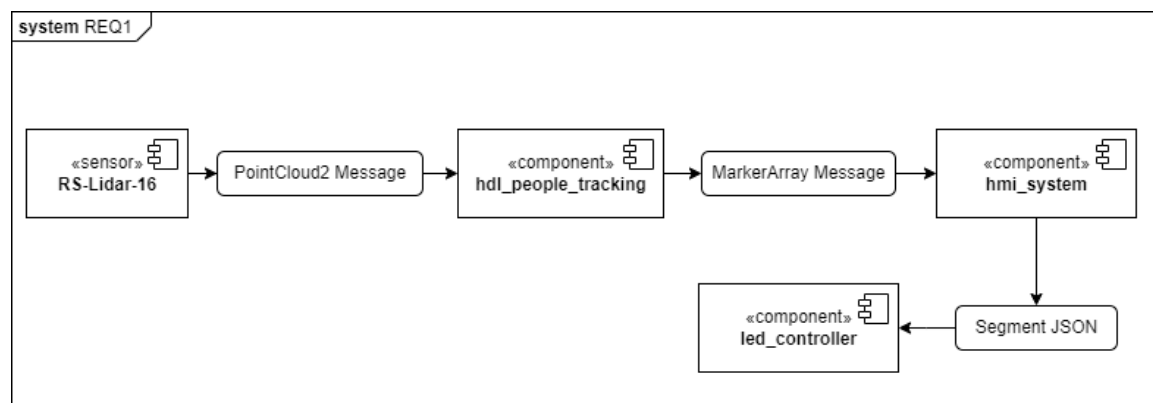 system REQ1
«sensor»
RS-Lidar-16
PointCloud2 Message
«component»
hdl_people_tracking
MarkerArray Message
«component»
hmi_system
Segment JSON
«component»
led_controller